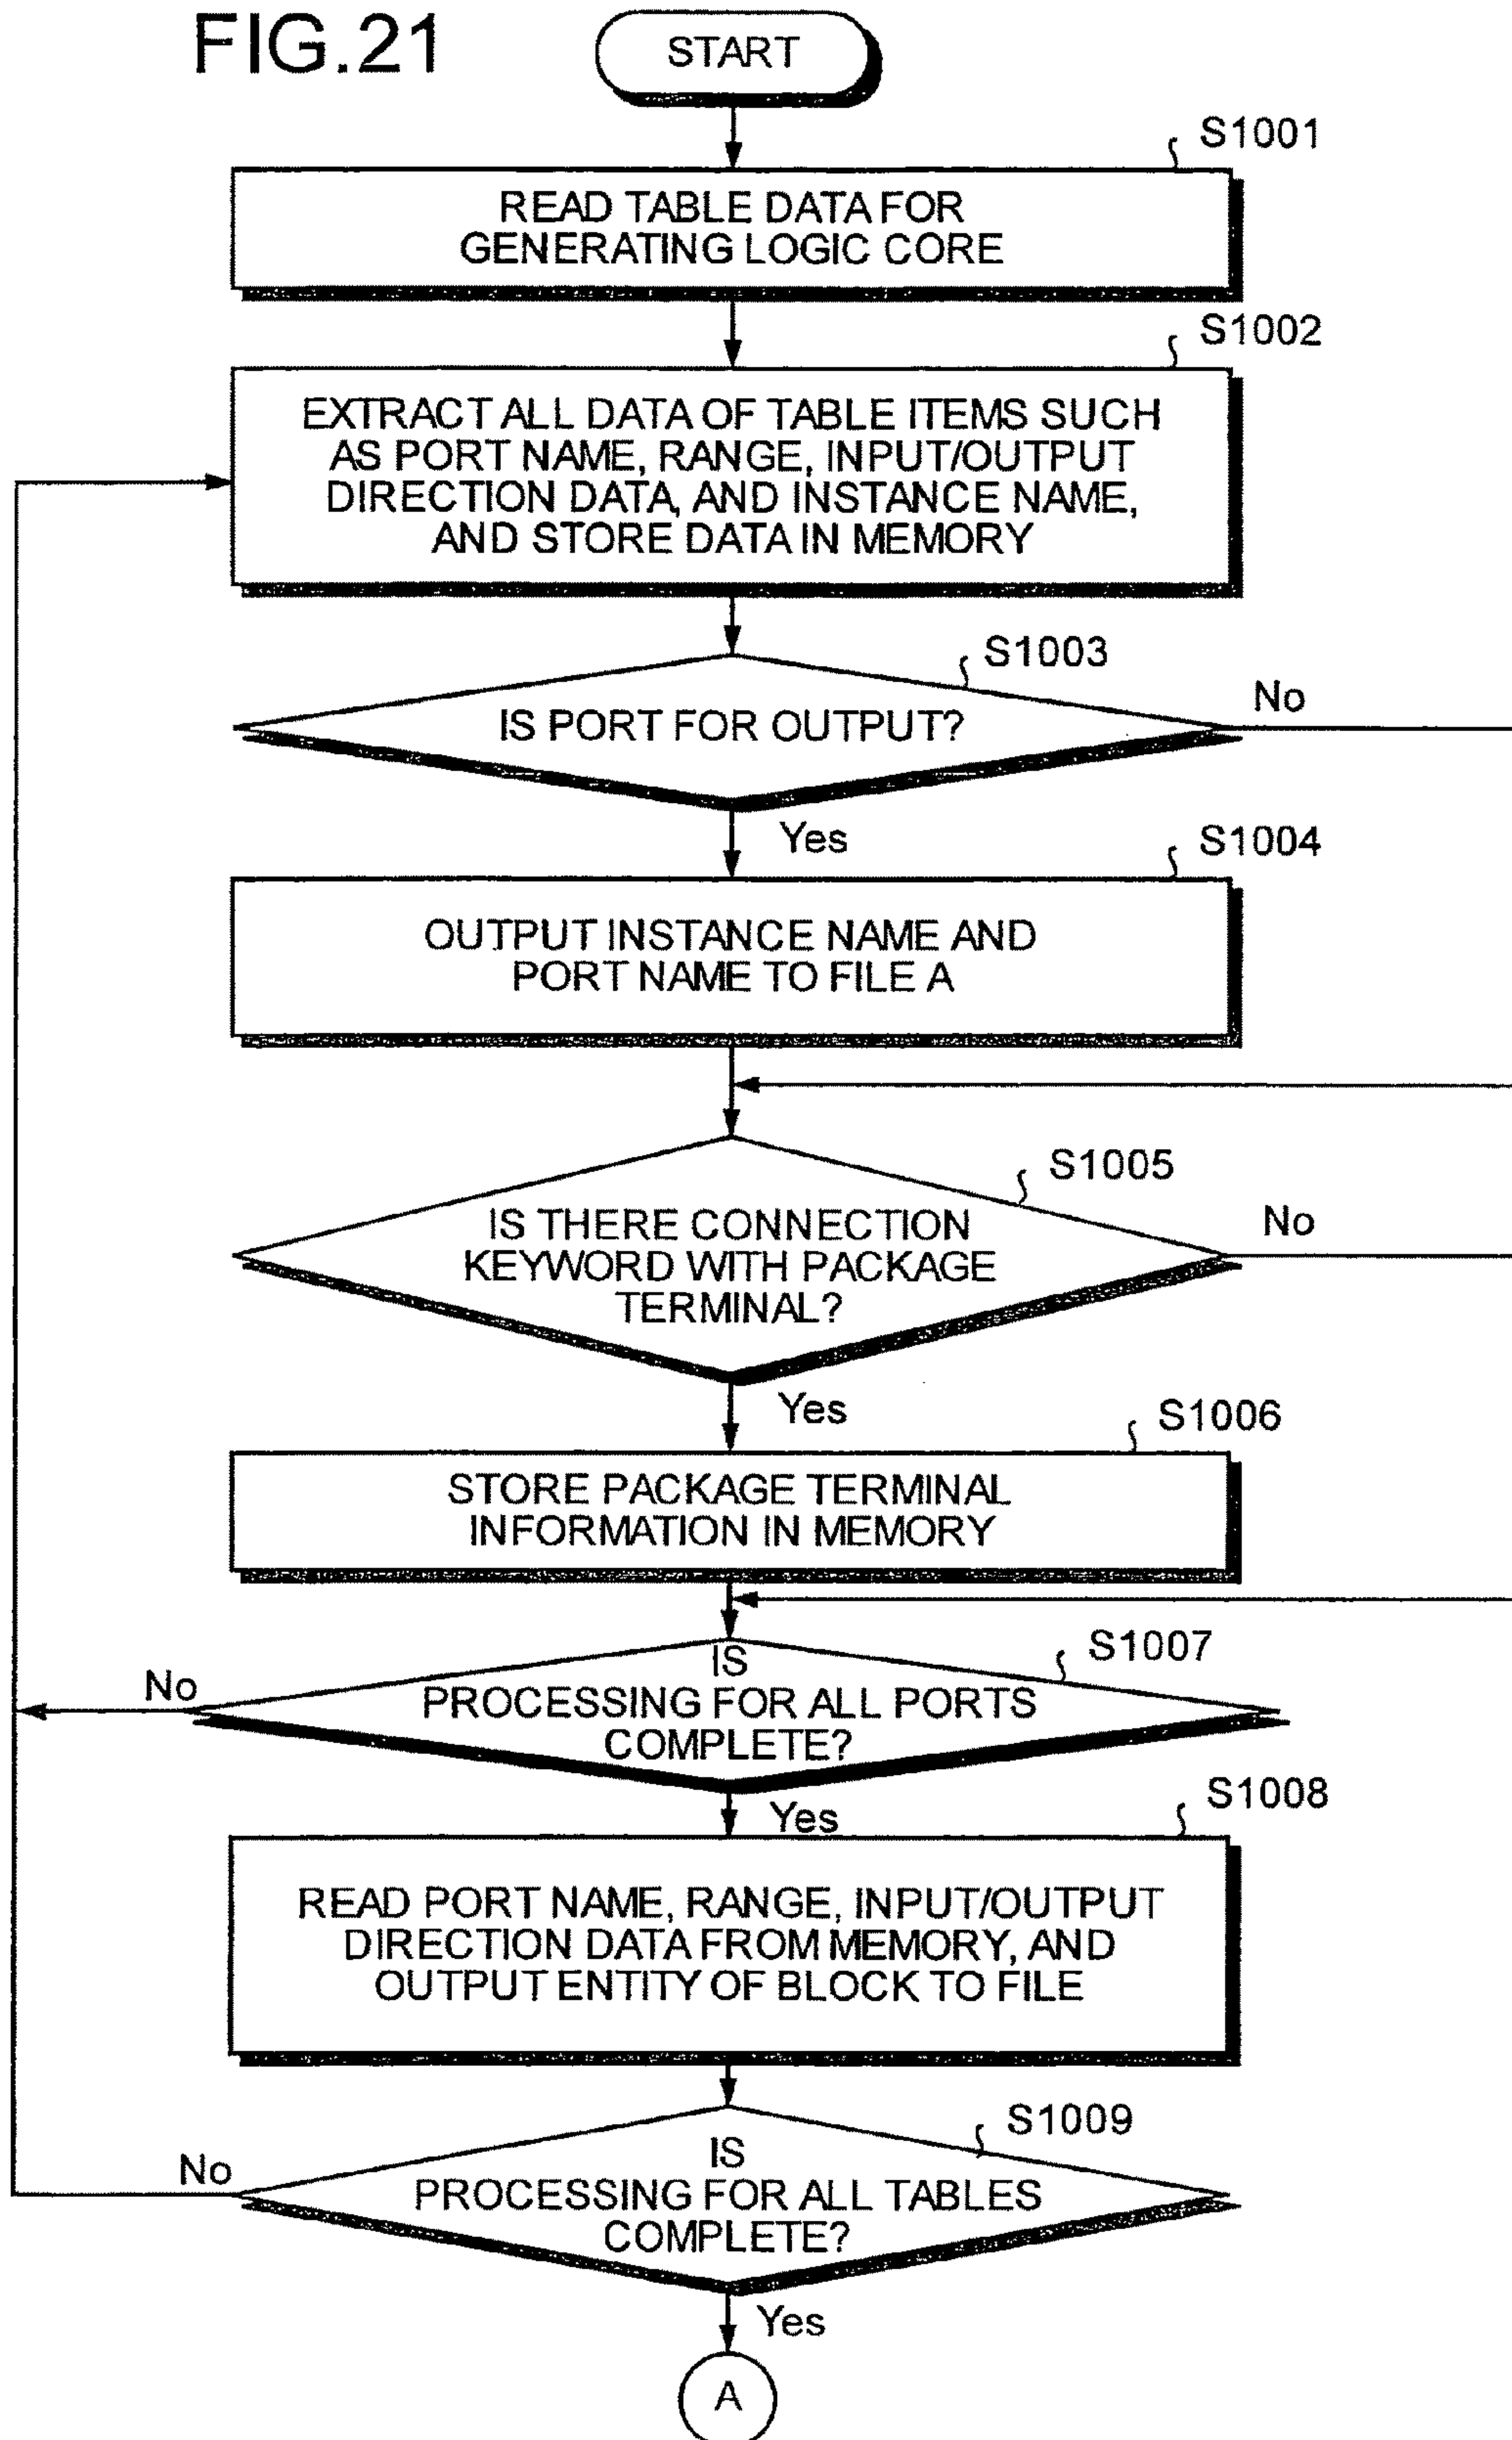 FIG.21
START
S1001
READ TABLE DATA FOR
GENERATING LOGIC CORE
S1002
EXTRACT ALL DATA OF TABLE ITEMS SUCH
AS PORT NAME, RANGE, INPUT/OUTPUT
DIRECTION DATA, AND INSTANCE NAME,
AND STORE DATA IN MEMORY
S1003
No
IS PORT FOR OUTPUT?
Yes
S1004
OUTPUT INSTANCE NAME AND
PORT NAME TO FILE A
S1005
No
IS THERE CONNECTION
KEYWORD WITH PACKAGE
TERMINAL?
Yes
S1006
STORE PACKAGE TERMINAL
INFORMATION IN MEMORY
S1007
No
IS
PROCESSING FOR ALL PORTS
COMPLETE?
Yes
S1008
READ PORT NAME, RANGE, INPUT/OUTPUT
DIRECTION DATA FROM MEMORY, AND
OUTPUT ENTITY OF BLOCK TO FILE
S1009
No
IS
PROCESSING FOR ALL TABLES
COMPLETE?
Yes
A